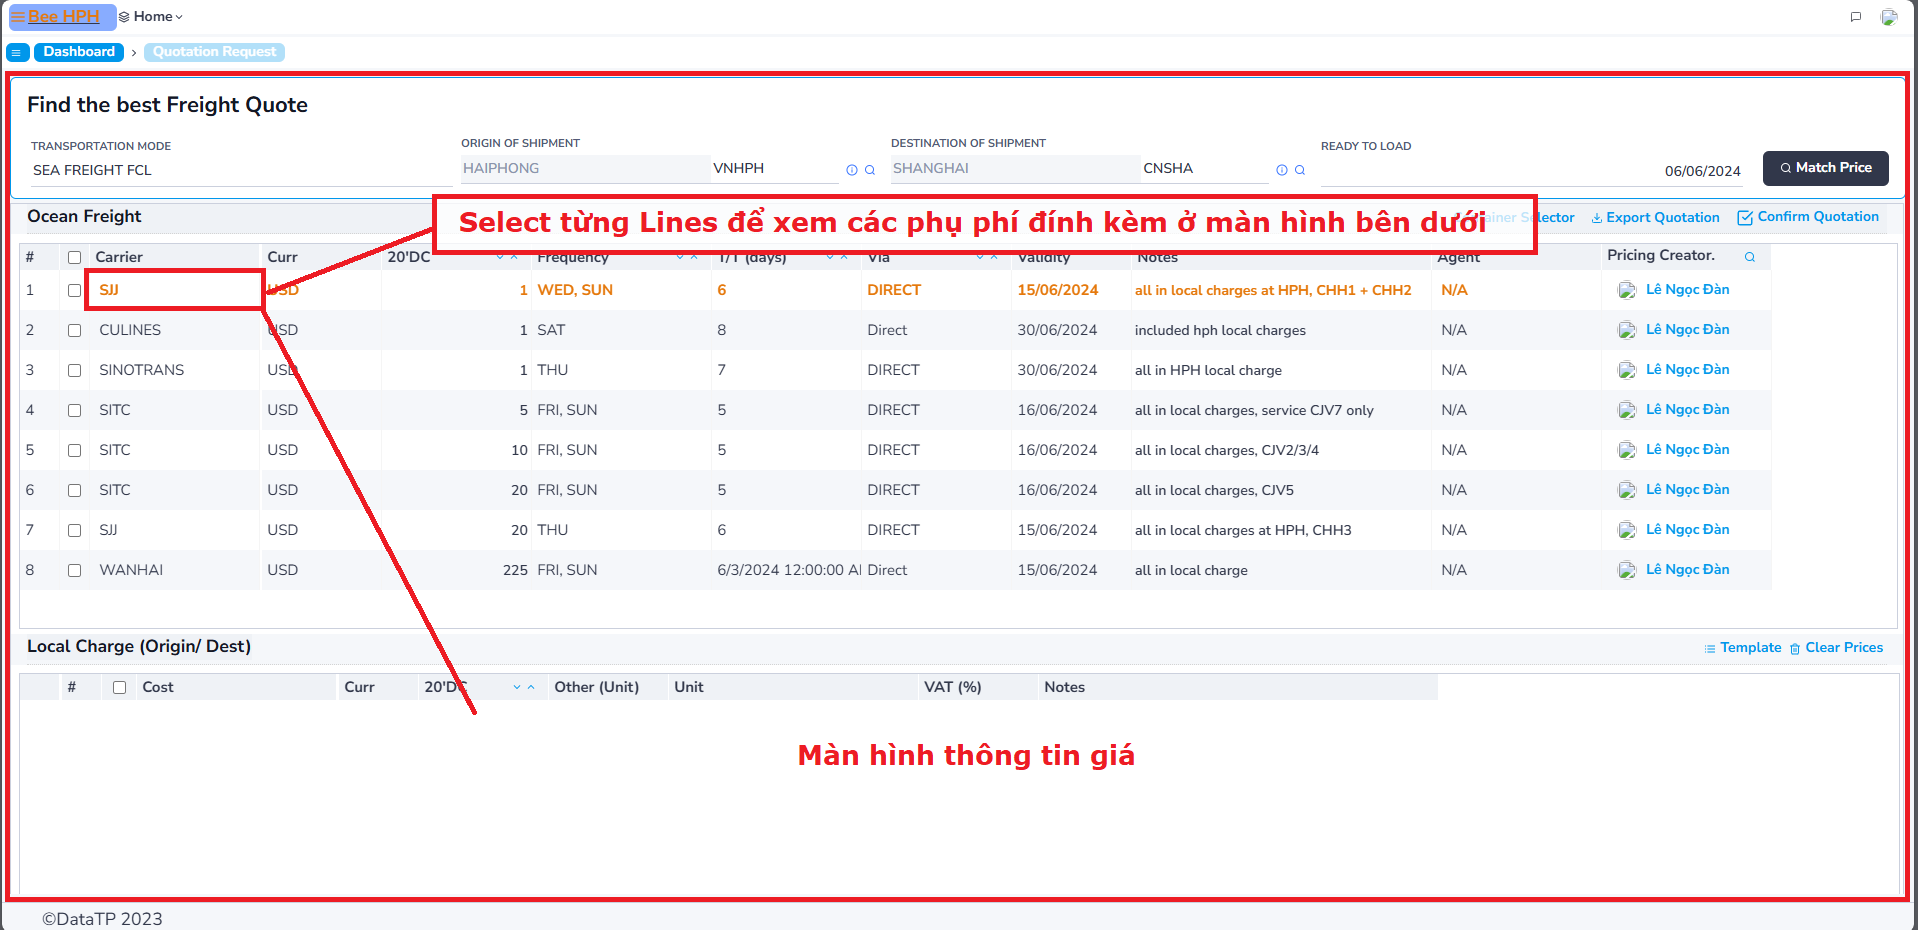 Bee HPH Home
Dashboard › Quotation Request
Find the best Freight Quote
TRANSPORTATION MODE ORIGIN OF SHIPMENT DESTINATION OF SHIPMENT READY TO LOAD
SEA FREIGHT FCL HAIPHONG VNHPH SHANGHAI CNSHA 06/06/2024 Match Price
Ocean Freight Selector Export Quotation Confirm Quotation
Select từng Lines để xem các phụ phí đính kèm ở màn hình bên dưới
# Carrier Curr 20'DC Frequency T/T (days) Via Validity Notes Agent Pricing Creator.
1 SJJ USD 1 WED, SUN 6 DIRECT 15/06/2024 all in local charges at HPH, CHH1 + CHH2 N/A Lê Ngọc Đàn
2 CULINES USD 1 SAT 8 Direct 30/06/2024 included hph local charges N/A Lê Ngọc Đàn
3 SINOTRANS USD 1 THU 7 DIRECT 30/06/2024 all in HPH local charge N/A Lê Ngọc Đàn
4 SITC USD 5 FRI, SUN 5 DIRECT 16/06/2024 all in local charges, service CJV7 only N/A Lê Ngọc Đàn
5 SITC USD 10 FRI, SUN 5 DIRECT 16/06/2024 all in local charges, CJV2/3/4 N/A Lê Ngọc Đàn
6 SITC USD 20 FRI, SUN 5 DIRECT 16/06/2024 all in local charges, CJV5 N/A Lê Ngọc Đàn
7 SJJ USD 20 THU 6 DIRECT 15/06/2024 all in local charges at HPH, CHH3 N/A Lê Ngọc Đàn
8 WANHAI USD 225 FRI, SUN 6/3/2024 12:00:00 Direct 15/06/2024 all in local charge N/A Lê Ngọc Đàn
Local Charge (Origin/ Dest) Template Clear Prices
# Cost Curr 20'DC Other (Unit) Unit VAT (%) Notes
Màn hình thông tin giá
©DataTP 2023